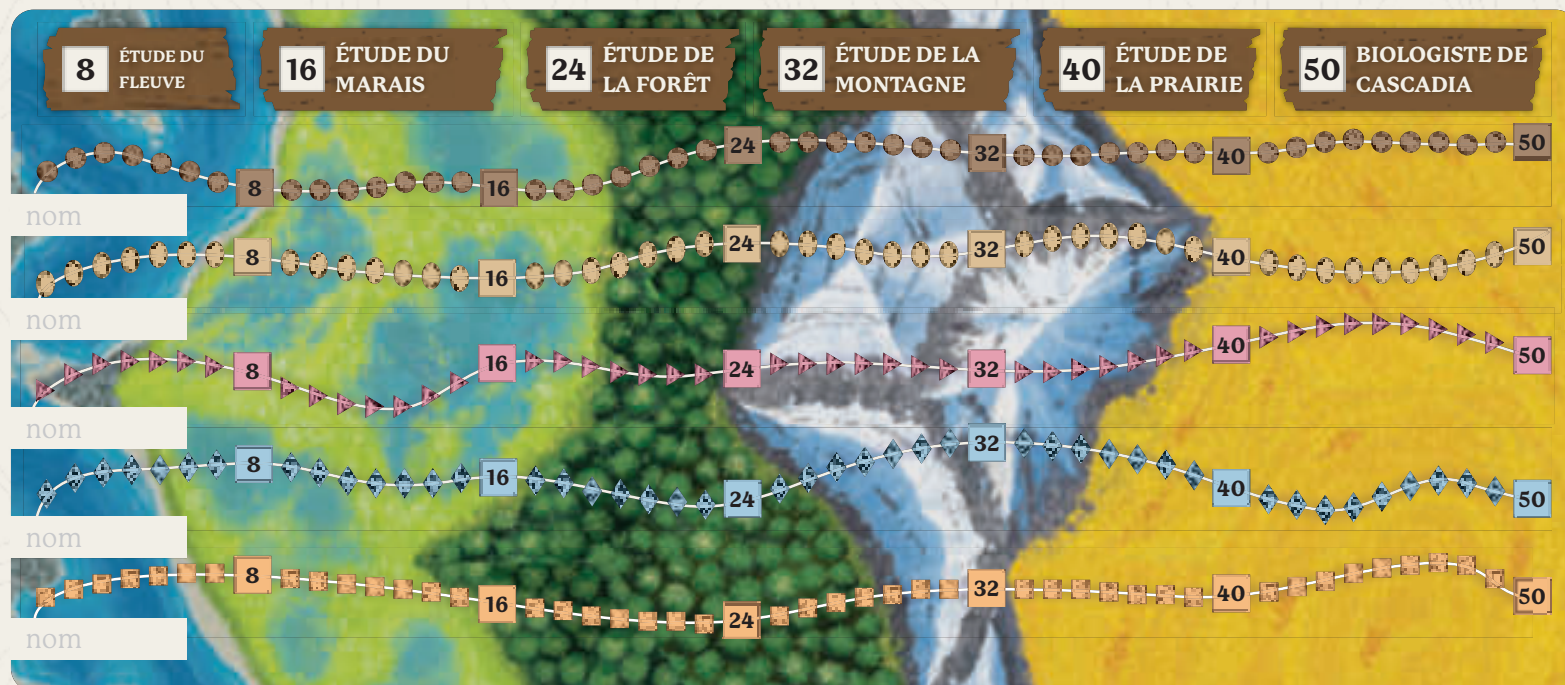 8 ÉTUDE DU
FLEUVE
16 ÉTUDE DU
MARAIS
24 ÉTUDE DE
LA FORÊT
32 ÉTUDE DE LA
MONTAGNE
40 ÉTUDE DE
LA PRAIRIE
50 BIOLOGISTE DE
CASCADIA
8 16 24 32 40 50
nom
8 16 24 32 40 50
nom
8 16 24 32 40 50
nom
8 16 24 32 40 50
nom
8 16 24 32 40 50
nom